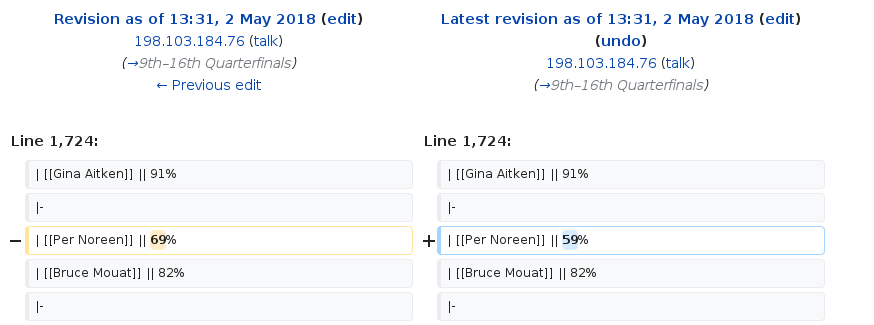 Revision as of 13:31, 2 May 2018 (edit)
198.103.184.76 (talk)
(→9th–16th Quarterfinals)
← Previous edit
Latest revision as of 13:31, 2 May 2018 (edit)
(undo)
198.103.184.76 (talk)
(→9th–16th Quarterfinals)
Line 1,724:
Line 1,724:
| [[Gina Aitken]] || 91%
| [[Gina Aitken]] || 91%
|-
|-
− | [[Per Noreen]] || 69%
+ | [[Per Noreen]] || 59%
| [[Bruce Mouat]] || 82%
| [[Bruce Mouat]] || 82%
|-
|-